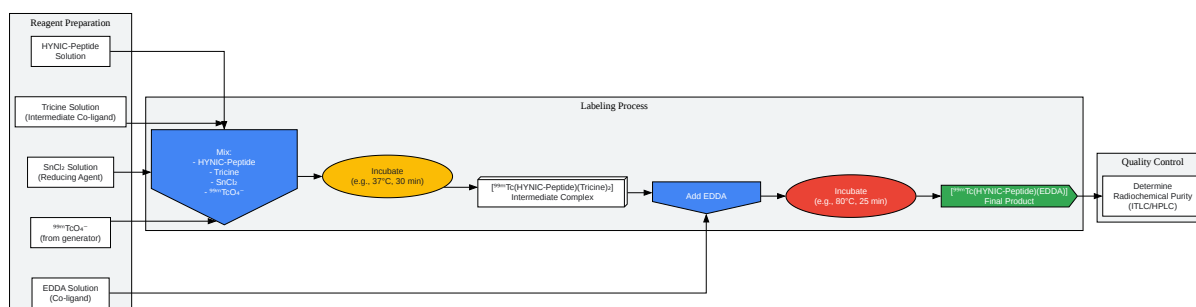 Reagent Preparation
HYNIC-Peptide
Solution
Tricine Solution
(Intermediate Co-ligand)
SnCl₂ Solution
(Reducing Agent)
⁹⁹ᵐTcO₄⁻
(from generator)
EDDA Solution
(Co-ligand)
Labeling Process
Mix:
- HYNIC-Peptide
- Tricine
- SnCl₂
- ⁹⁹ᵐTcO₄⁻
Incubate
(e.g., 37°C, 30 min)
[⁹⁹ᵐTc(HYNIC-Peptide)(Tricine)₂]
Intermediate Complex
Add EDDA
Incubate
(e.g., 80°C, 25 min)
[⁹⁹ᵐTc(HYNIC-Peptide)(EDDA)]
Final Product
Quality Control
Determine
Radiochemical Purity
(ITLC/HPLC)